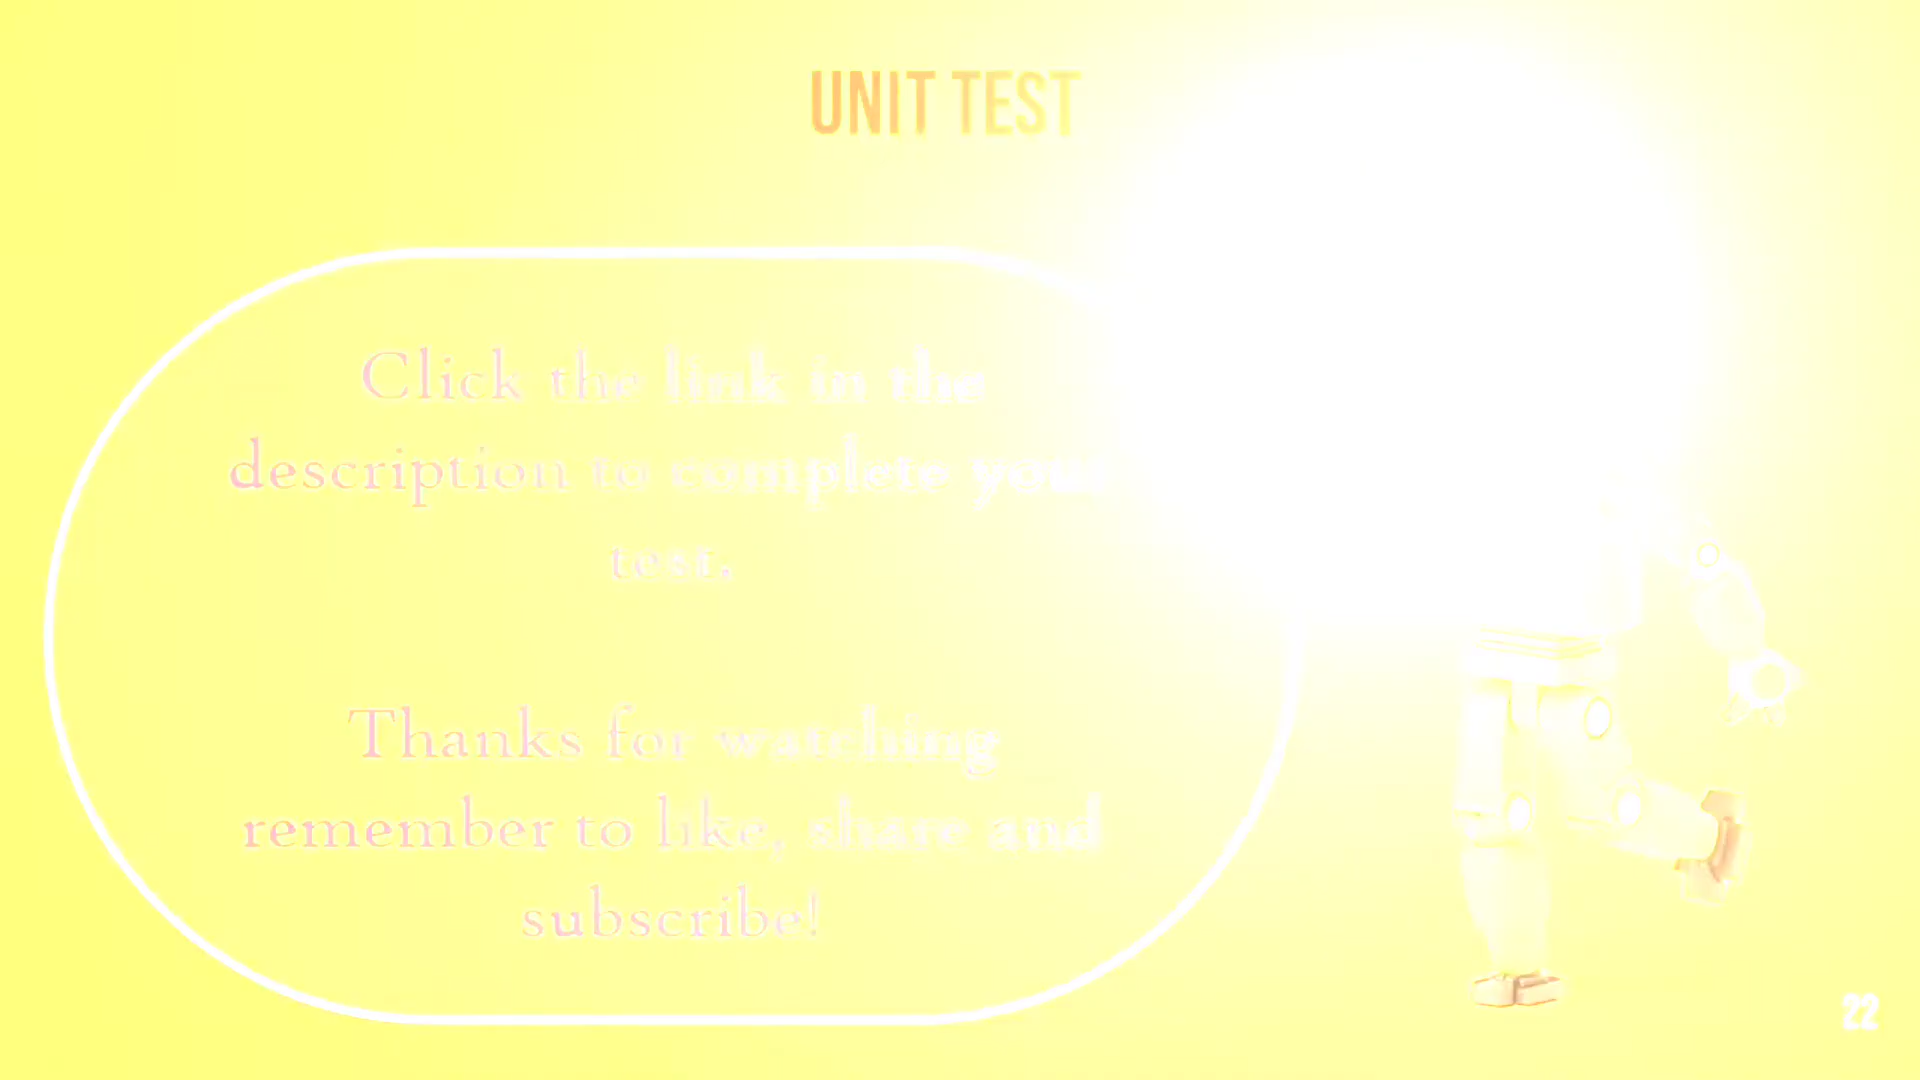 UNIT TEST
Click the link in the
description to complete your
test.
Thanks for watching
remember to like, share and
subscribe!
22